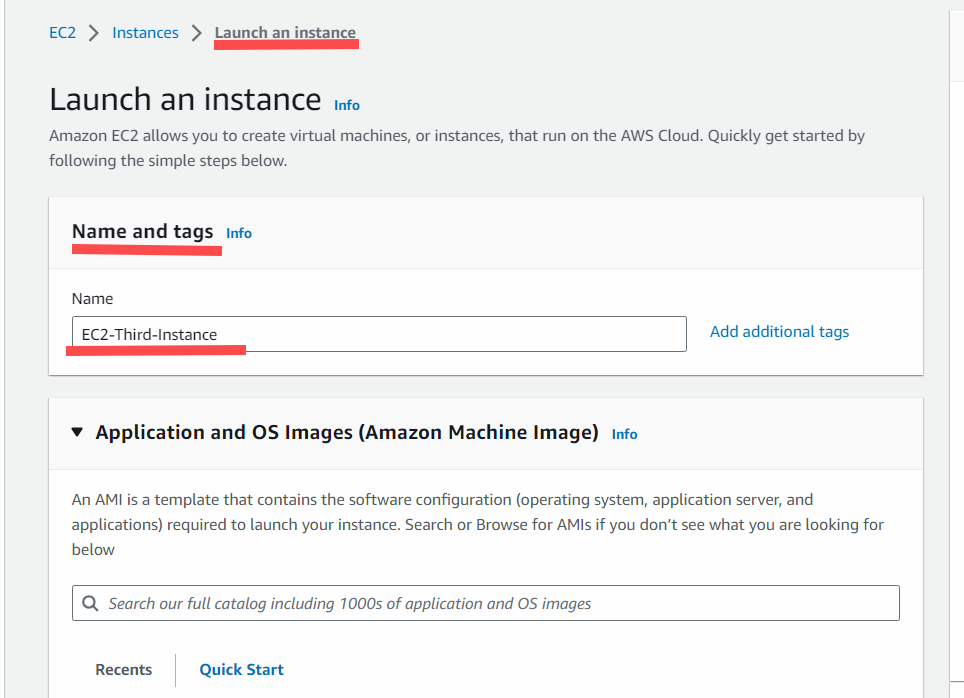 EC2 > Instances > Launch an instance
Launch an instance Info
Amazon EC2 allows you to create virtual machines, or instances, that run on the AWS Cloud. Quickly get started by
following the simple steps below.
Name and tags Info
Name
EC2-Third-Instance Add additional tags
Application and OS Images (Amazon Machine Image) Info
An AMI is a template that contains the software configuration (operating system, application server, and
applications) required to launch your instance. Search or Browse for AMIs if you don’t see what you are looking for
below
Search our full catalog including 1000s of application and OS images
Recents Quick Start